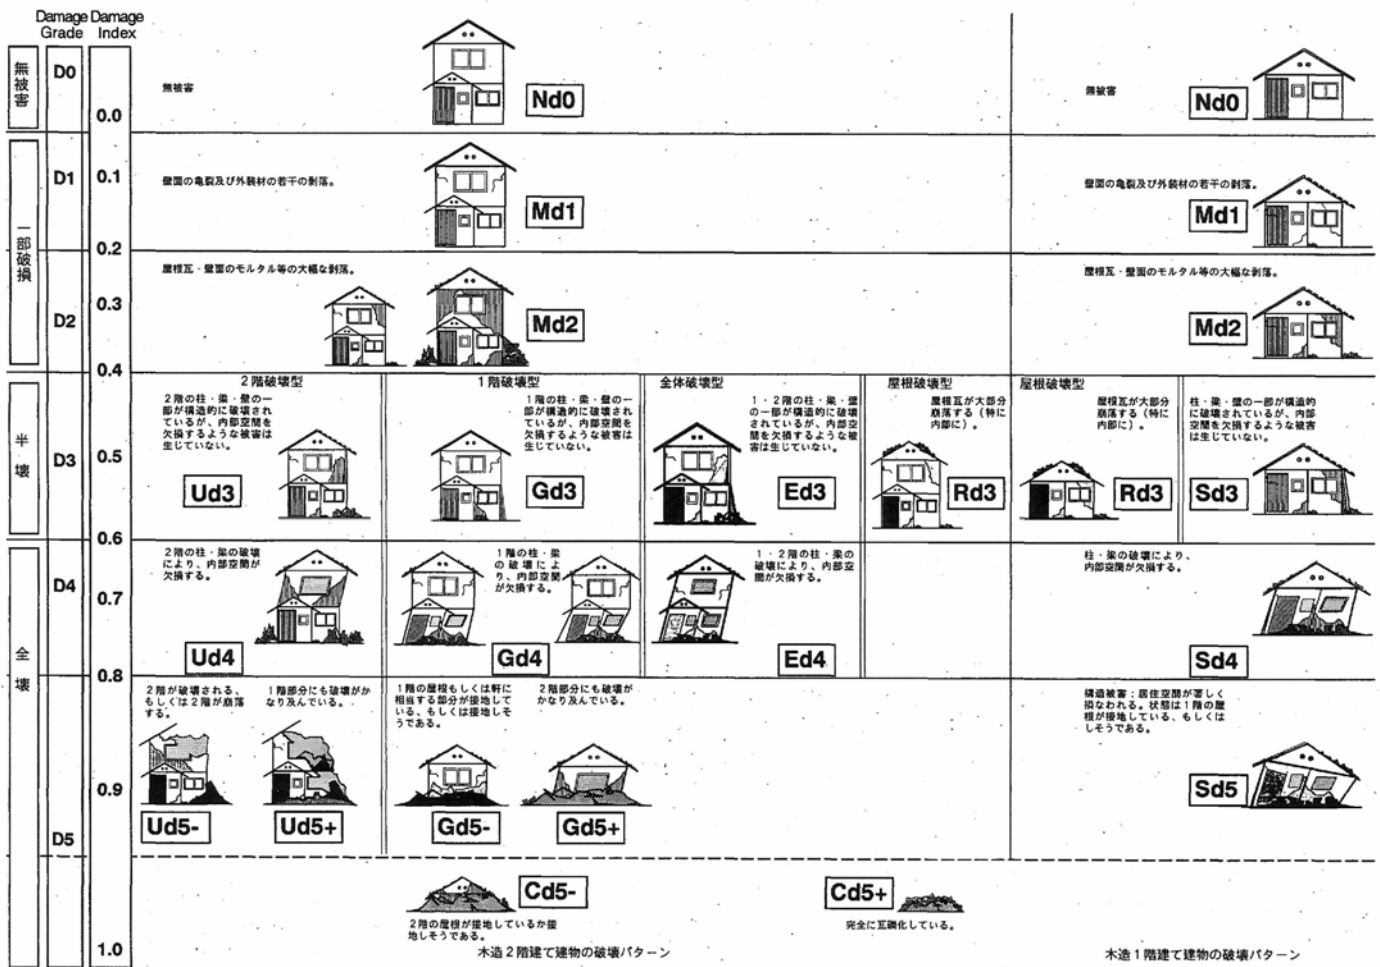 Damage Damage
Grade Index
無被害
D0
0.0
無被害
Nd0
無被害
Nd0
一部破損
D1
0.1
壁面の亀裂及び外装材の若干の剥落。
Md1
壁面の亀裂及び外装材の若干の剥落。
Md1
0.2
屋根瓦・壁面のモルタル等の大幅な剥落。
屋根瓦・壁面のモルタル等の大幅な剥落。
D2
0.3
Md2
Md2
0.4
半壊
D3
0.5
2階破壊型
2階の柱・梁・壁の一
部が構造的に破壊され
ているが、内部空間を
欠損するような被害は
生じていない。
Ud3
1階破壊型
1階の柱・梁・壁の一
部が構造的に破壊され
ているが、内部空間を
欠損するような被害は
生じていない。
Gd3
全体破壊型
1・2階の柱・梁・壁
の一部が構造的に破壊
されているが、内部空
間を欠損するような被
害は生じていない。
Ed3
屋根破壊型
屋根瓦が大部分
崩落する（特に
内部に）。
Rd3
屋根破壊型
屋根瓦が大部分
崩落する（特に
内部に）。
Rd3
柱・梁・壁の一部が構造的
に破壊されているが、内部
空間を欠損するような被害
は生じていない。
Sd3
0.6
全壊
D4
0.7
2階の柱・梁の破壊
により、内部空間が
欠損する。
Ud4
1階の柱・梁
の破壊によ
り、内部空間
が欠損する。
Gd4
1・2階の柱・梁の
破壊により、内部空
間が欠損する。
Ed4
柱・梁の破壊により、
内部空間が欠損する。
Sd4
0.8
2階が破壊される、
もしくは2階が崩落
する。
Ud5-
1階部分にも破壊がか
なり及んでいる。
Ud5+
1階の屋根もしくは軒に
相当する部分が接地して
いる、もしくは接地しそ
うである。
Gd5-
2階部分にも破壊が
かなり及んでいる。
Gd5+
構造被害：居住空間が著しく
損なわれる。状態は1階の屋
根が接地している、もしくは
しそうである。
Sd5
0.9
D5
Cd5-
2階の屋根が接地しているか接
地しそうである。
Cd5+
完全に瓦礫化している。
1.0
木造2階建て建物の破壊パターン
木造1階建て建物の破壊パターン